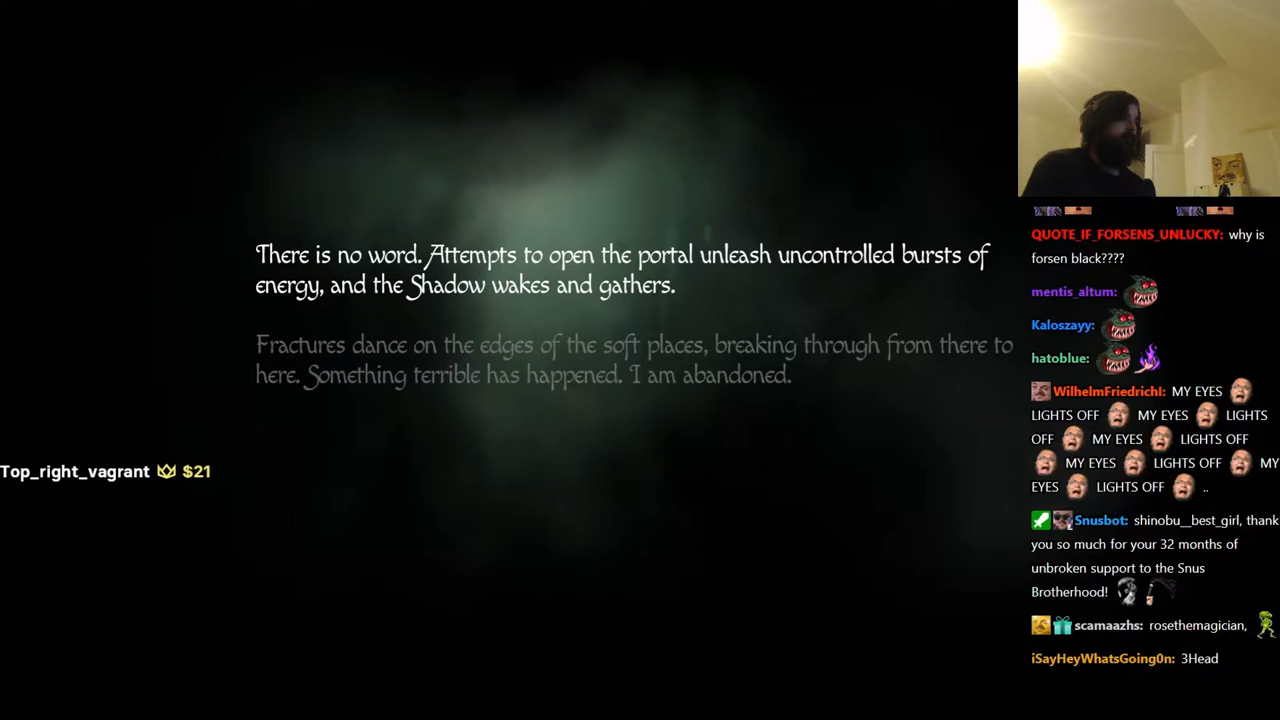 There is no word. Attempts to open the portal unleash uncontrolled bursts of
energy, and the Shadow wakes and gathers.
Fractures dance on the edges of the soft places, breaking through from there to
here. Something terrible has happened. I am abandoned.
Top_right_vagrant $21
QUOTE_IF_FORSENS_UNLUCKY: why is
forsen black????
mentis_altum:
Kaloszayy:
hatoblue:
WilhelmFriedrichI: MY EYES
LIGHTS OFF MY EYES LIGHTS
OFF MY EYES LIGHTS OFF
MY EYES LIGHTS OFF MY
EYES LIGHTS OFF ..
Snusbot: shinobu__best_girl, thank
you so much for your 32 months of
unbroken support to the Snus
Brotherhood!
scamaazhs: rosethemagician,
iSayHeyWhatsGoing0n: 3Head